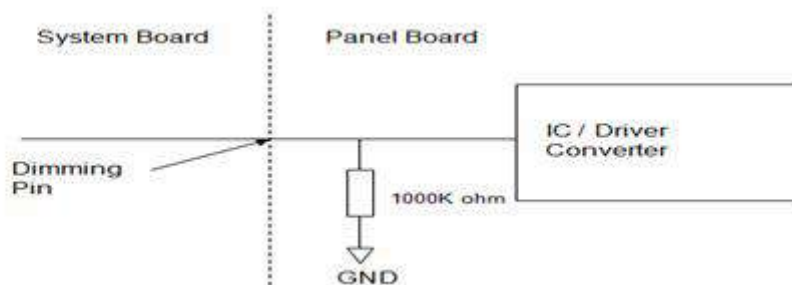 System Board
Panel Board
IC / Driver
Converter
Dimming
Pin
1000K ohm
GND